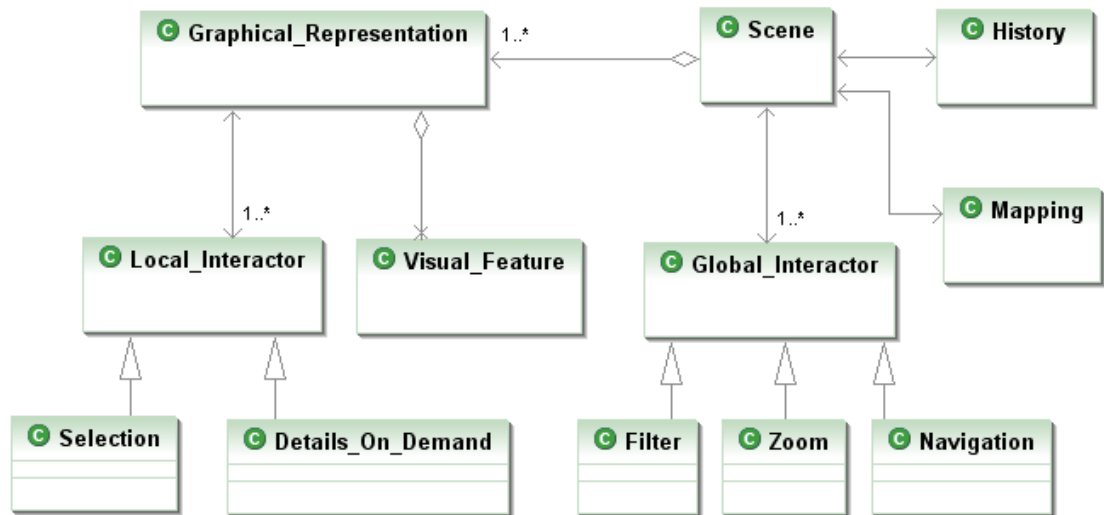 C Graphical_Representation
1..*
C Scene
C History
C Mapping
1..*
1..*
C Local_Interactor
C Visual_Feature
C Global_Interactor
C Selection
C Details_On_Demand
C Filter
C Zoom
C Navigation